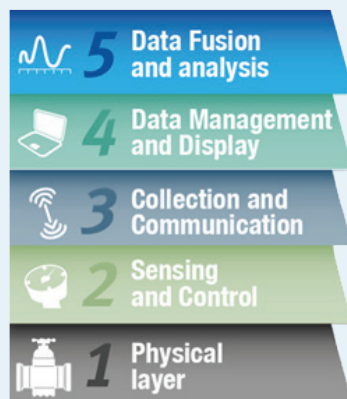 5 Data Fusion
and analysis
4 Data Management
and Display
3 Collection and
Communication
2 Sensing
and Control
1 Physical
layer